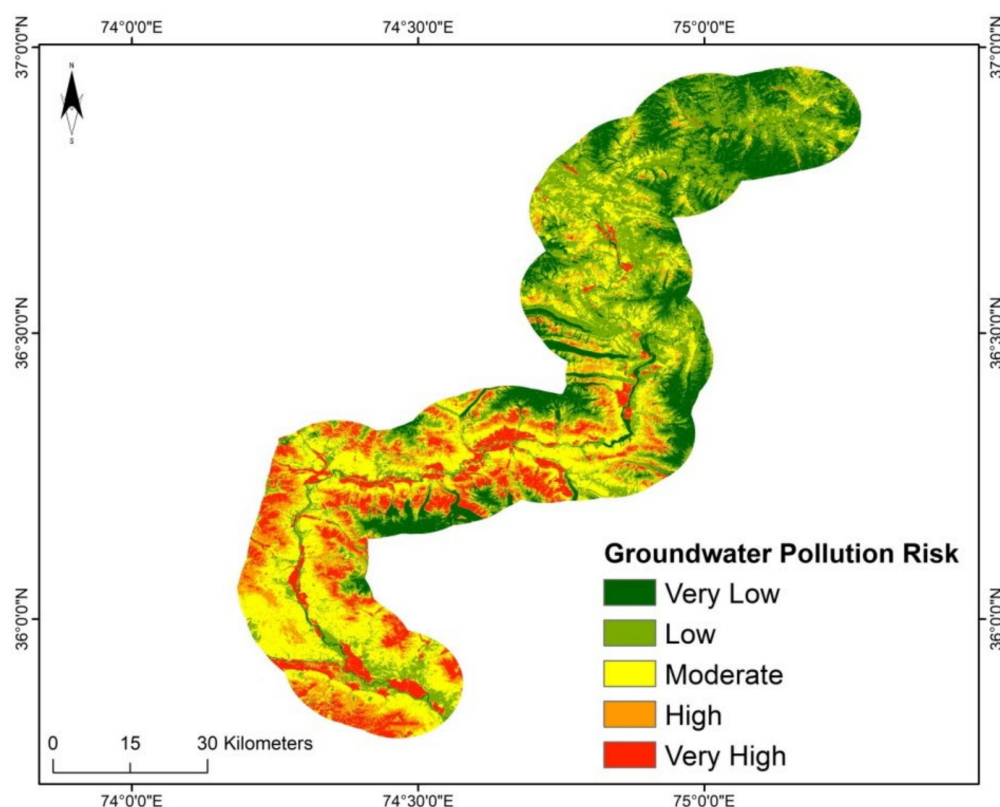 74°0'0"E 74°30'0"E 75°0'0"E
37°0'0"N 37°0'0"N
N
S
36°30'0"N 36°30'0"N
Groundwater Pollution Risk
Very Low
36°0'0"N 36°0'0"N
Low
Moderate
High
0 15 30 Kilometers
Very High
74°0'0"E 74°30'0"E 75°0'0"E